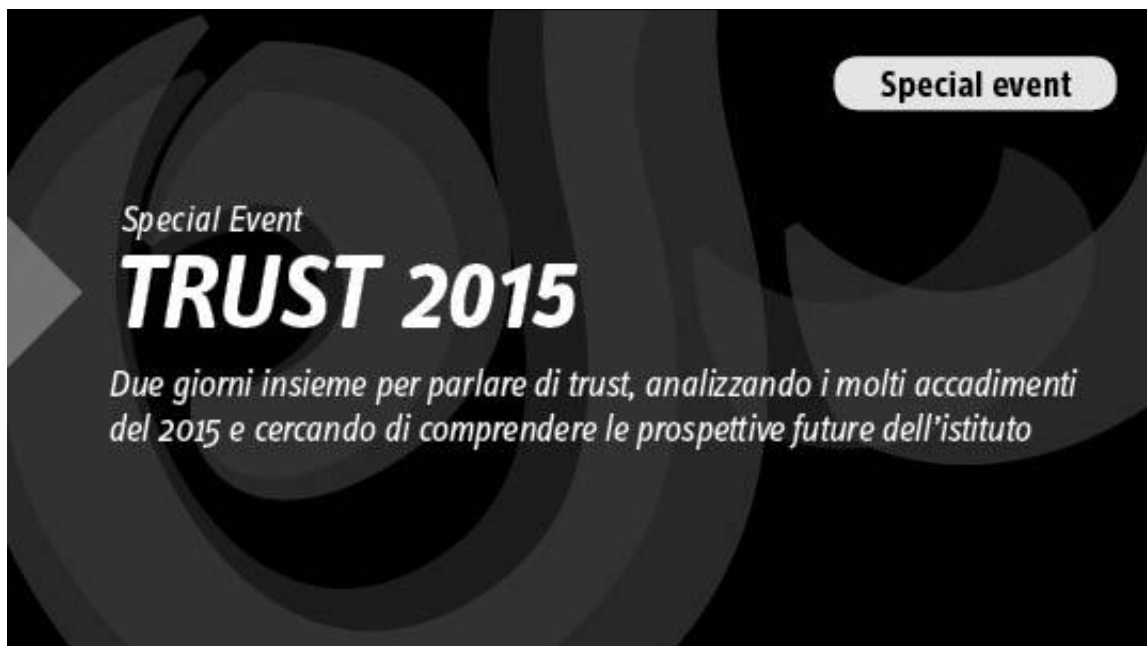 Special event
Special Event
TRUST 2015
Due giorni insieme per parlare di trust, analizzando i molti accadimenti
del 2015 e cercando di comprendere le prospettive future dell'istituto